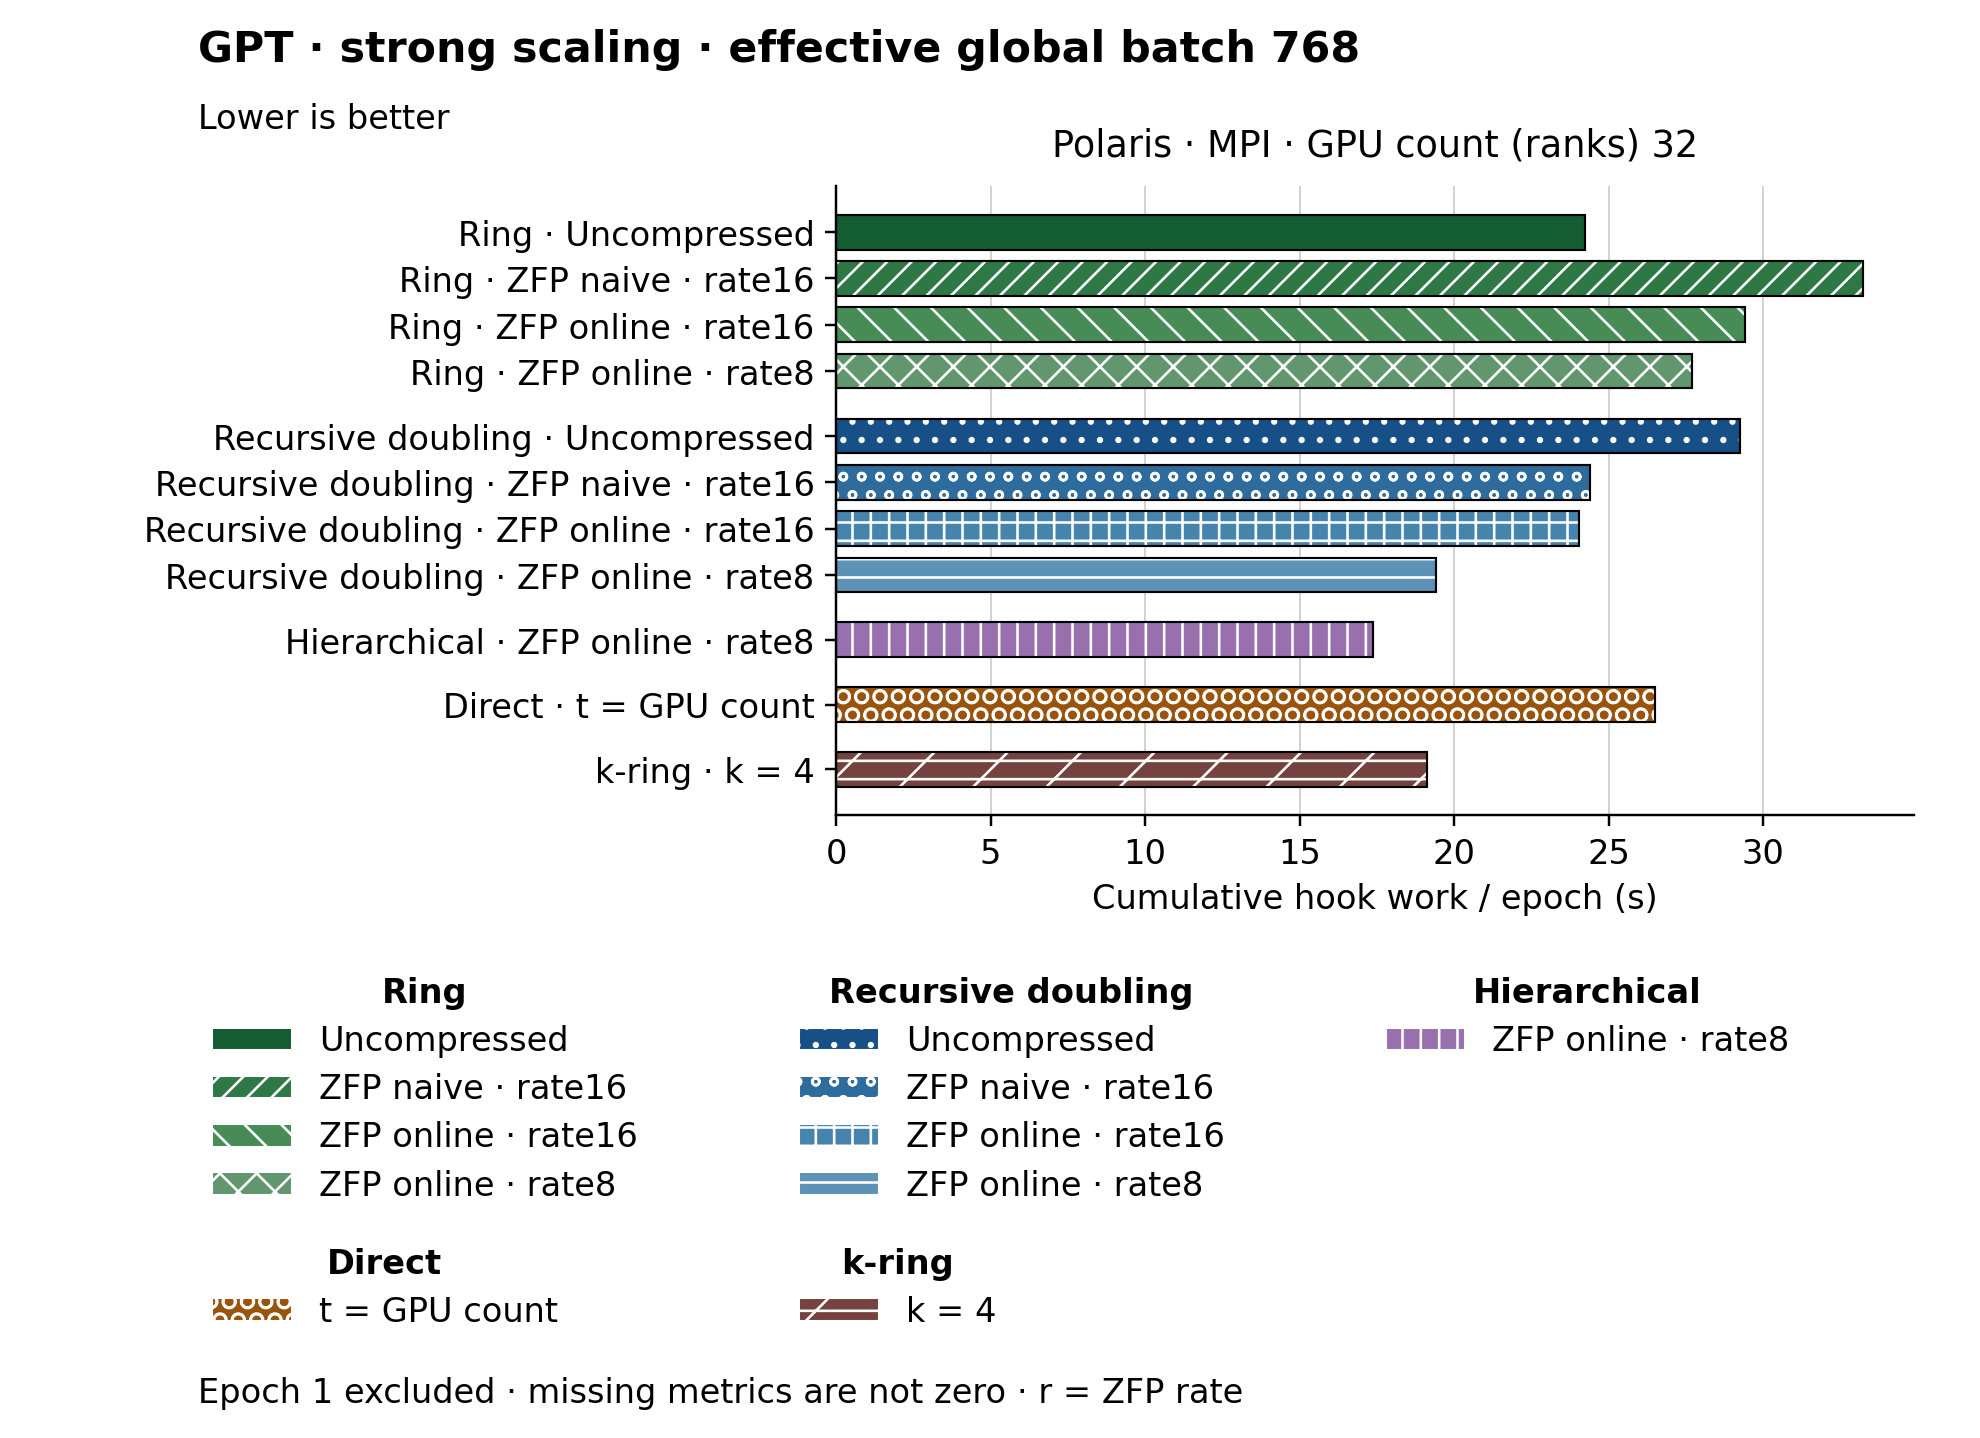 GPT · strong scaling · effective global batch 768
Lower is better
Polaris · MPI · GPU count (ranks) 32
Ring · Uncompressed
Ring · ZFP naive · rate16
Ring · ZFP online · rate16
Ring · ZFP online · rate8
Recursive doubling · Uncompressed
Recursive doubling · ZFP naive · rate16
Recursive doubling · ZFP online · rate16
Recursive doubling · ZFP online · rate8
Hierarchical · ZFP online · rate8
Direct · t = GPU count
k-ring · k = 4
0 5 10 15 20 25 30
Cumulative hook work / epoch (s)
Ring
Uncompressed
ZFP naive · rate16
ZFP online · rate16
ZFP online · rate8
Recursive doubling
Uncompressed
ZFP naive · rate16
ZFP online · rate16
ZFP online · rate8
Hierarchical
ZFP online · rate8
Direct
t = GPU count
k-ring
k = 4
Epoch 1 excluded · missing metrics are not zero · r = ZFP rate